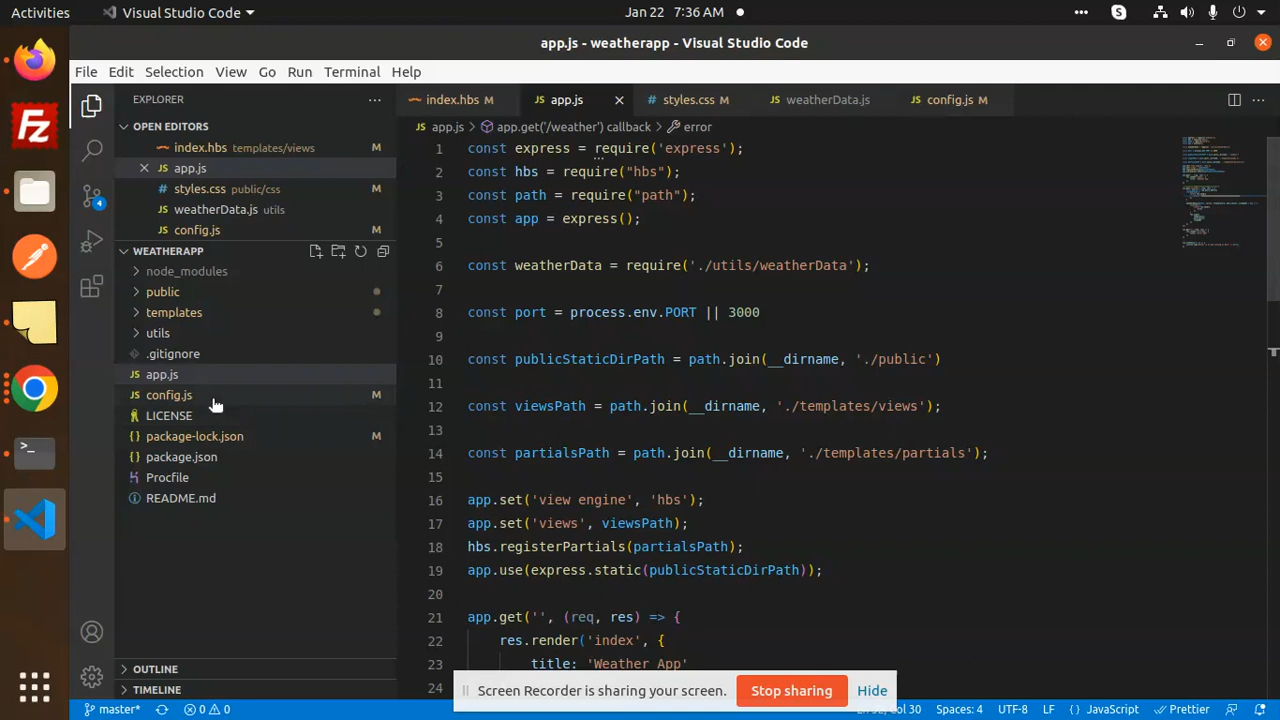 Activities
Visual Studio Code
Jan 22 7:36 AM
app.js - weatherapp - Visual Studio Code
File Edit Selection View Go Run Terminal Help
EXPLORER
OPEN EDITORS
index.hbs templates/views M
app.js
styles.css public/css M
weatherData.js utils
config.js M
WEATHERAPP
node_modules
public
templates
utils
.gitignore
app.js
config.js M
LICENSE
package-lock.json M
package.json
Procfile
README.md
OUTLINE
TIMELINE
4
index.hbs M app.js styles.css M weatherData.js config.js M
app.js > app.get('/weather') callback > error
1 const express = require('express');
2 const hbs = require("hbs");
3 const path = require("path");
4 const app = express();
5
6 const weatherData = require('./utils/weatherData');
7
8 const port = process.env.PORT || 3000
9
10 const publicStaticDirPath = path.join(__dirname, './public')
11
12 const viewsPath = path.join(__dirname, './templates/views');
13
14 const partialsPath = path.join(__dirname, './templates/partials');
15
16 app.set('view engine', 'hbs');
17 app.set('views', viewsPath);
18 hbs.registerPartials(partialsPath);
19 app.use(express.static(publicStaticDirPath));
20
21 app.get('', (req, res) => {
22 res.render('index', {
23 title: 'Weather App'
24
Screen Recorder is sharing your screen. Stop sharing Hide
master* 0 0 Col 30 Spaces: 4 UTF-8 LF { } JavaScript Prettier